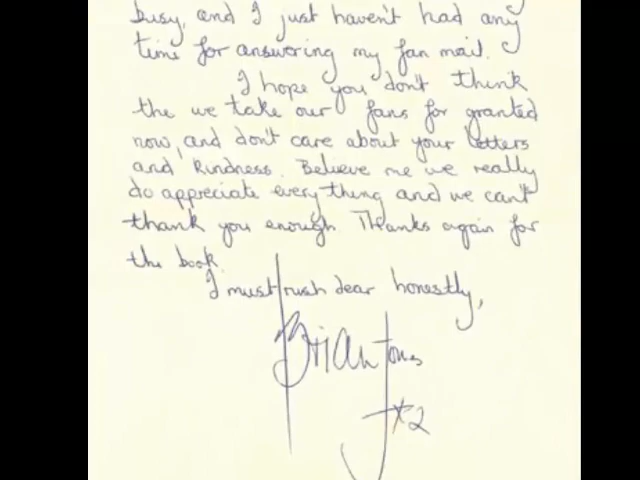 busy, and I just haven't had any
time for answering my fan mail.
I hope you don't think
the we take our fans for granted
now, and don't care about your letters
and kindness. Believe me we really
do appreciate everything and we can't
thank you enough. Thanks again for
the book.
I must rush dear honestly,
Brian Jones
x2